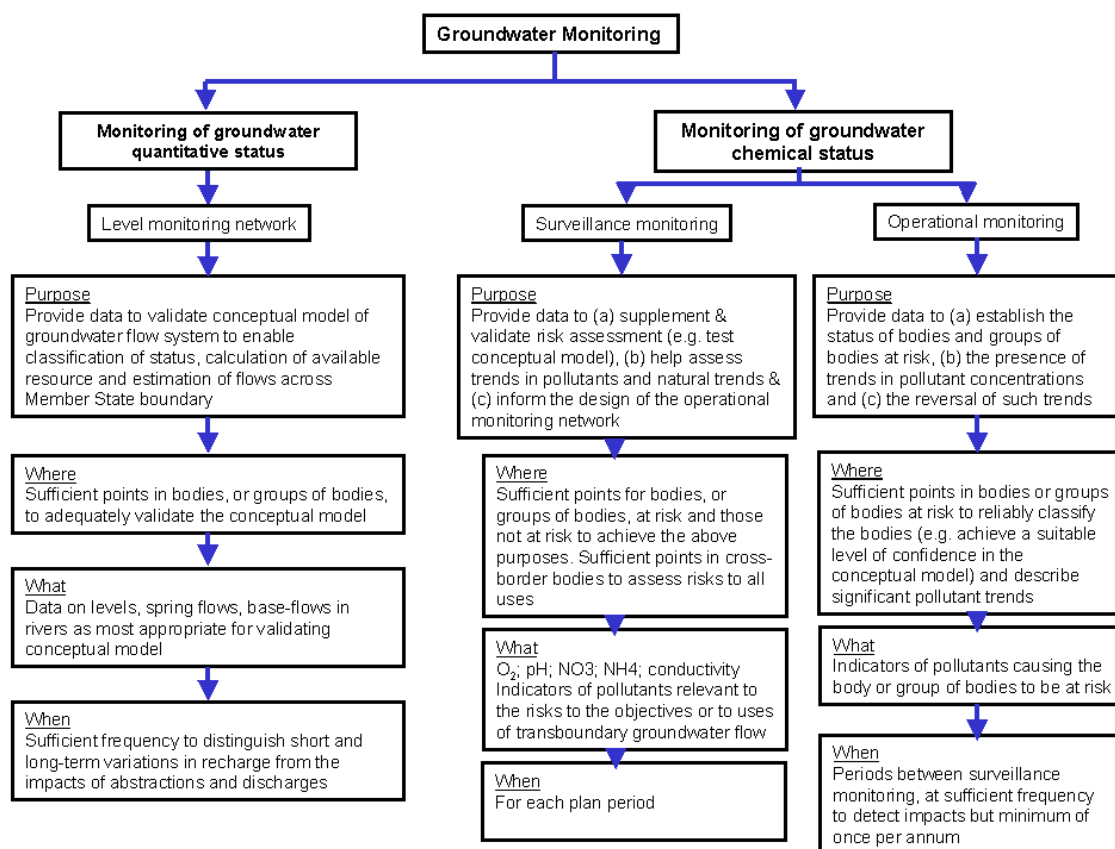 Groundwater Monitoring
Monitoring of groundwater
quantitative status
Monitoring of groundwater
chemical status
Level monitoring network
Surveillance monitoring
Operational monitoring
Purpose
Provide data to validate conceptual model of
groundwater flow system to enable
classification of status, calculation of available
resource and estimation of flows across
Member State boundary
Where
Sufficient points in bodies, or groups of bodies,
to adequately validate the conceptual model
What
Data on levels, spring flows, base-flows in
rivers as most appropriate for validating
conceptual model
When
Sufficient frequency to distinguish short and
long-term variations in recharge from the
impacts of abstractions and discharges
Purpose
Provide data to (a) supplement &
validate risk assessment (e.g. test
conceptual model), (b) help assess
trends in pollutants and natural trends &
(c) inform the design of the operational
monitoring network
Where
Sufficient points for bodies, or
groups of bodies, at risk and those
not at risk to achieve the above
purposes. Sufficient points in cross-
border bodies to assess risks to all
uses
What
O₂; pH; NO3; NH4; conductivity
Indicators of pollutants relevant to
the risks to the objectives or to uses
of transboundary groundwater flow
When
For each plan period
Purpose
Provide data to (a) establish the
status of bodies and groups of
bodies at risk, (b) the presence of
trends in pollutant concentrations
and (c) the reversal of such trends
Where
Sufficient points in bodies or groups
of bodies at risk to reliably classify
the bodies (e.g. achieve a suitable
level of confidence in the
conceptual model) and describe
significant pollutant trends
What
Indicators of pollutants causing the
body or group of bodies to be at risk
When
Periods between surveillance
monitoring, at sufficient frequency
to detect impacts but minimum of
once per annum